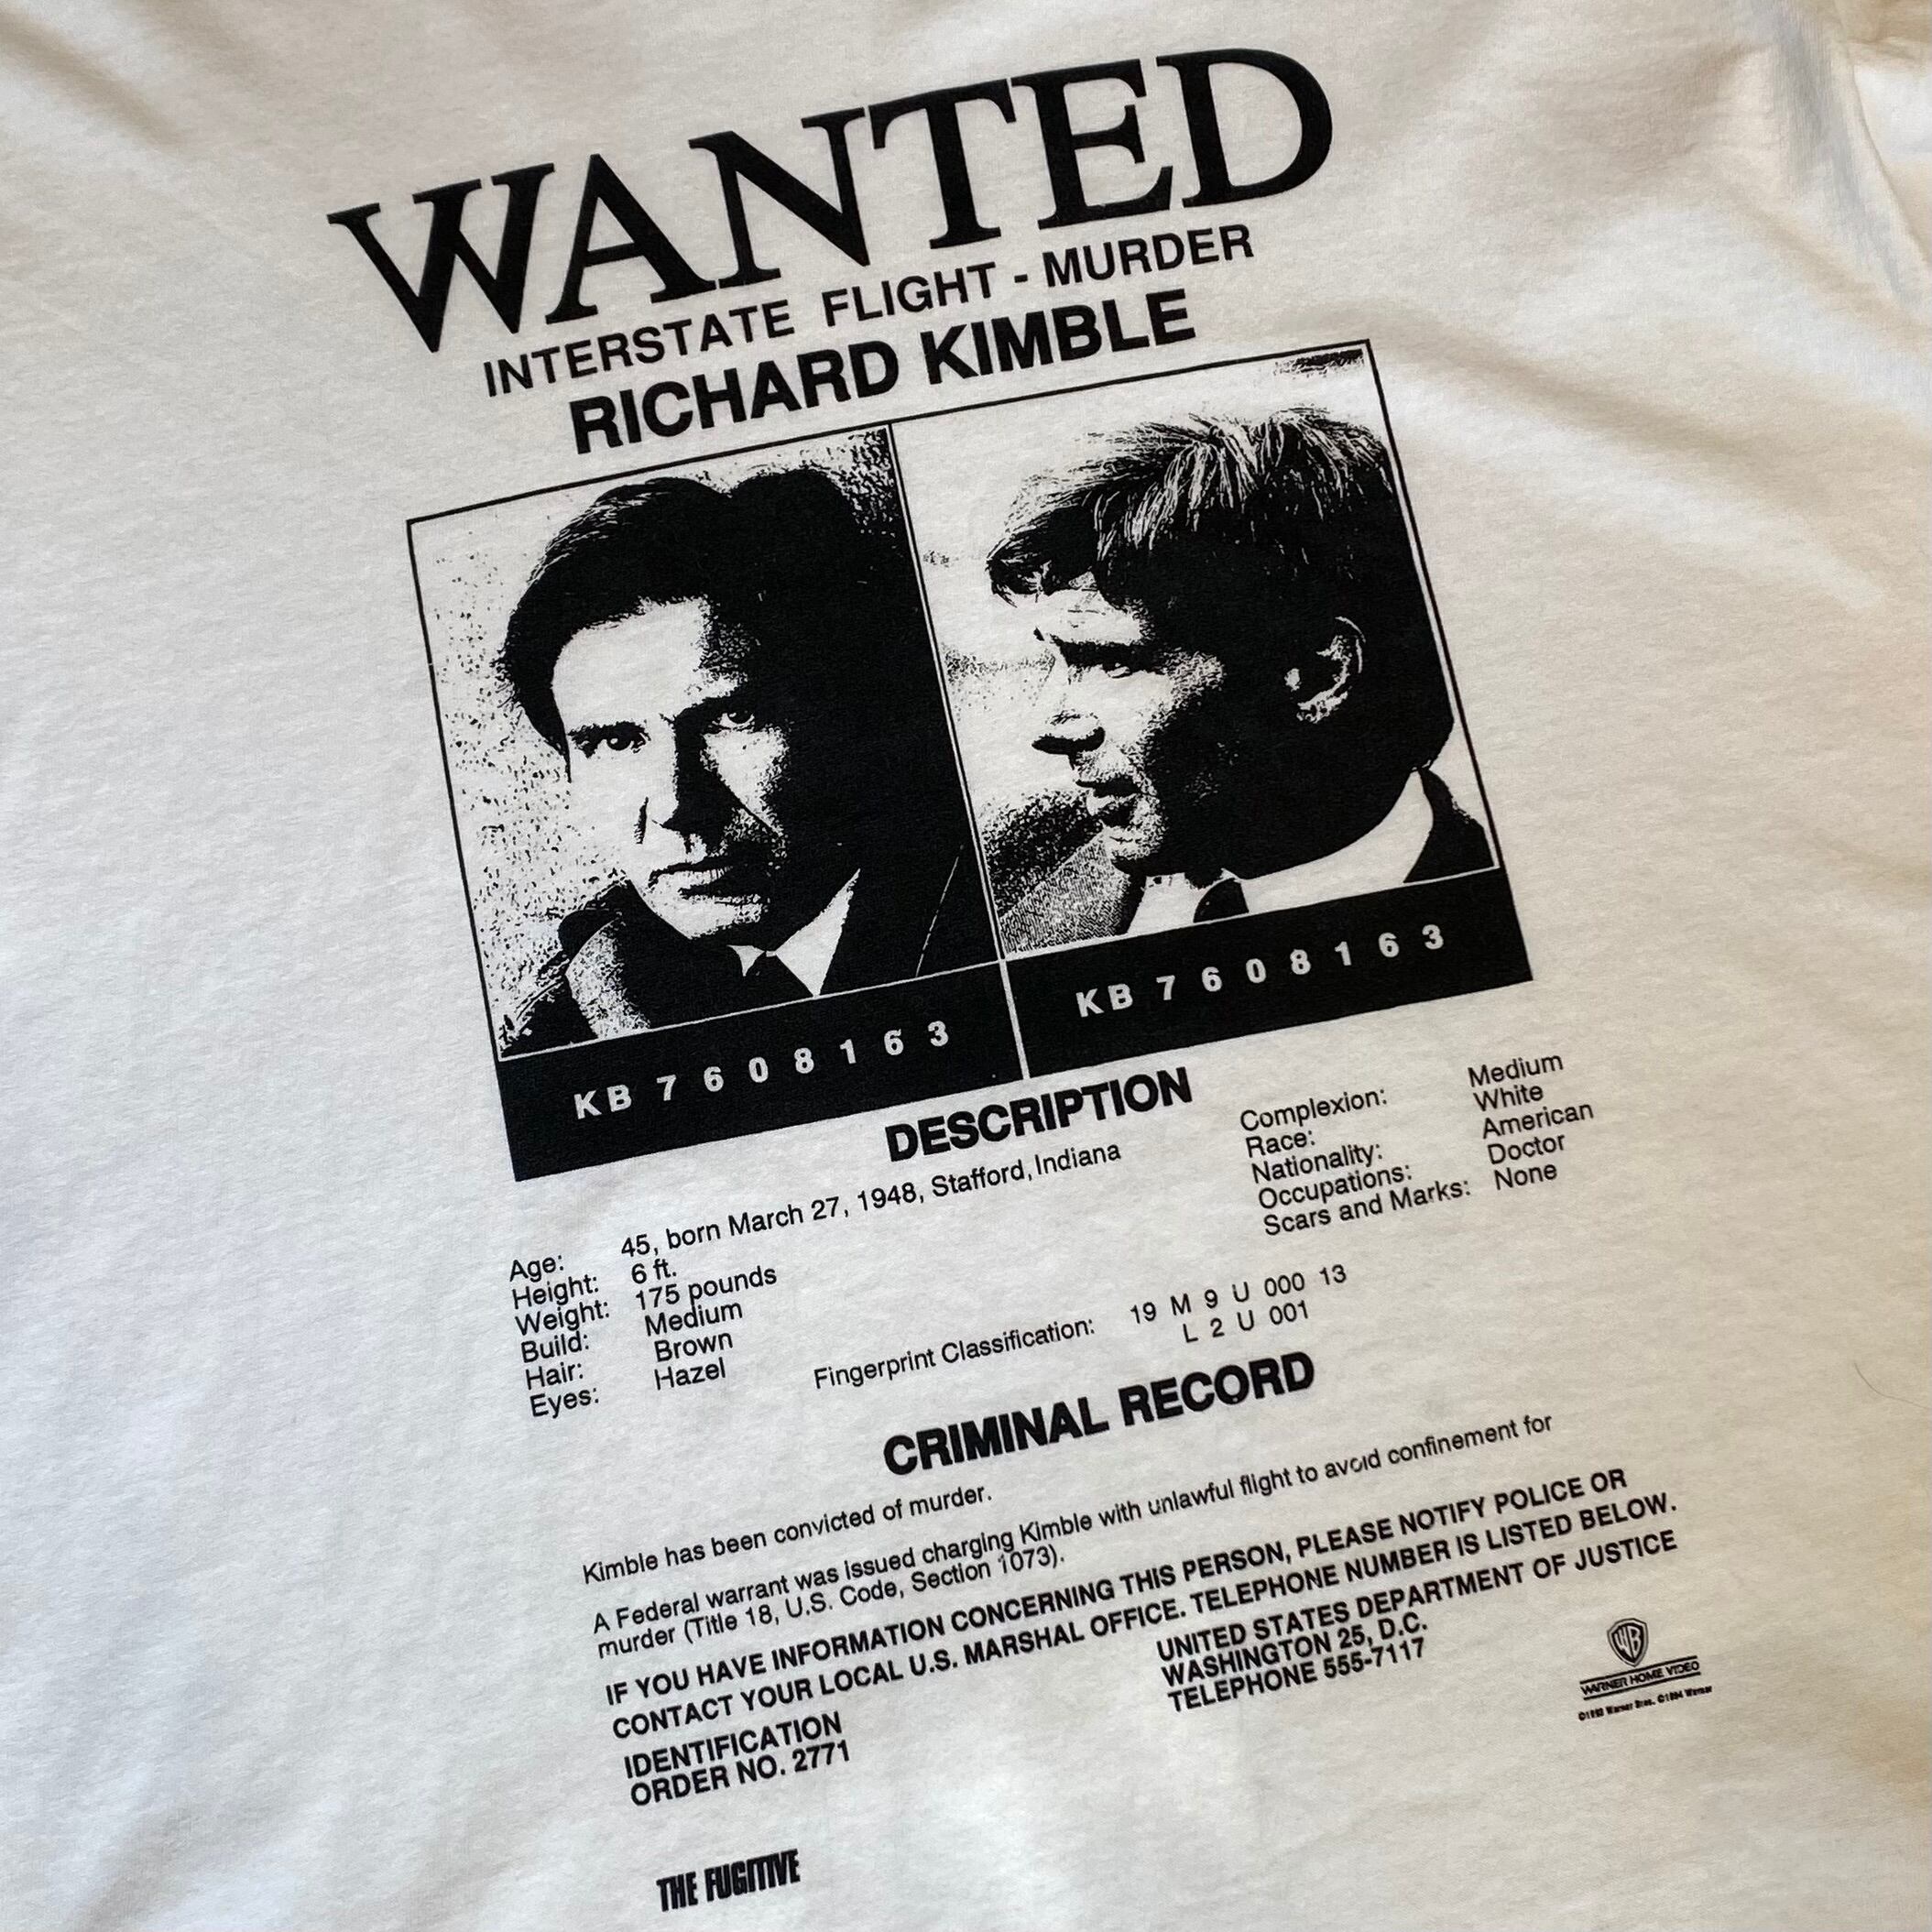 WANTED
INTERSTATE FLIGHT - MURDER
RICHARD KIMBLE
KB 7 6 0 8 1 6 3
KB 7 6 0 8 1 6 3
DESCRIPTION
Age: 45, born March 27, 1948, Stafford, Indiana
Height: 6 ft.
Weight: 175 pounds
Build: Medium
Hair: Brown
Eyes: Hazel
Complexion: Medium
Race: White
Nationality: American
Occupations: Doctor
Scars and Marks: None
Fingerprint Classification: 19 M 9 U 000 13
L 2 U 001
CRIMINAL RECORD
Kimble has been convicted of murder.
A Federal warrant was issued charging Kimble with unlawful flight to avoid confinement for
murder (Title 18, U.S. Code, Section 1073).
IF YOU HAVE INFORMATION CONCERNING THIS PERSON, PLEASE NOTIFY POLICE OR
CONTACT YOUR LOCAL U.S. MARSHAL OFFICE. TELEPHONE NUMBER IS LISTED BELOW.
UNITED STATES DEPARTMENT OF JUSTICE
WASHINGTON 25, D.C.
TELEPHONE 555-7117
IDENTIFICATION
ORDER NO. 2771
WB
WARNER HOME VIDEO
©1993 Warner Bros. ©1994 Warner
THE FUGITIVE